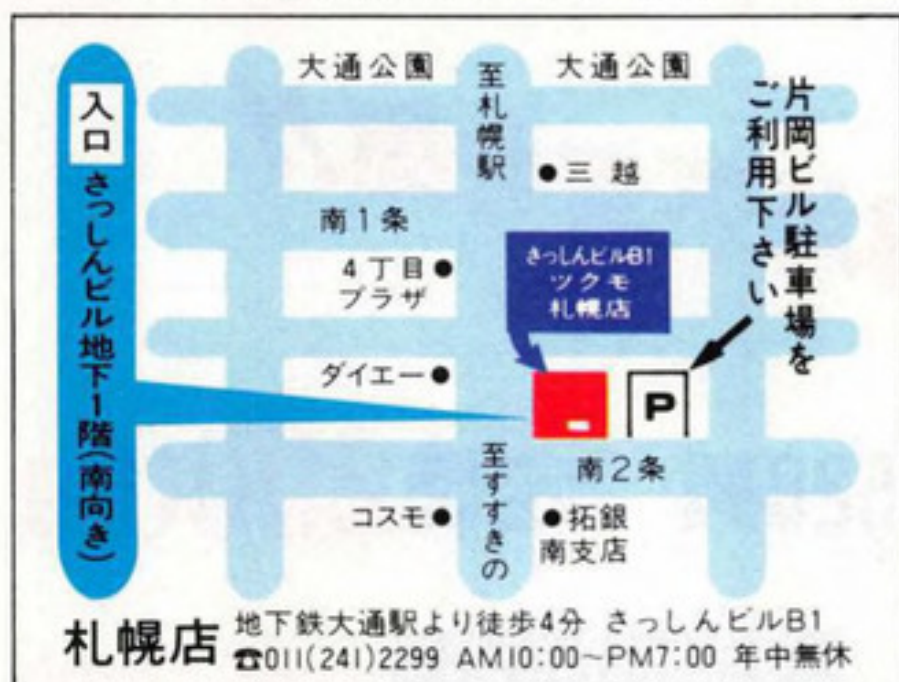 入口
さっしんビル地下1階(南向き)
大通公園
至札幌駅
大通公園
片岡ビル駐車場を
ご利用下さい
●三越
南1条
4丁目●
プラザ
さっしんビルB1
ツクモ
札幌店
ダイエー●
P
南2条
至すすきの
コスモ●
●拓銀
南支店
札幌店
地下鉄大通駅より徒歩4分 さっしんビルB1
☎011(241)2299 AM10:00~PM7:00 年中無休